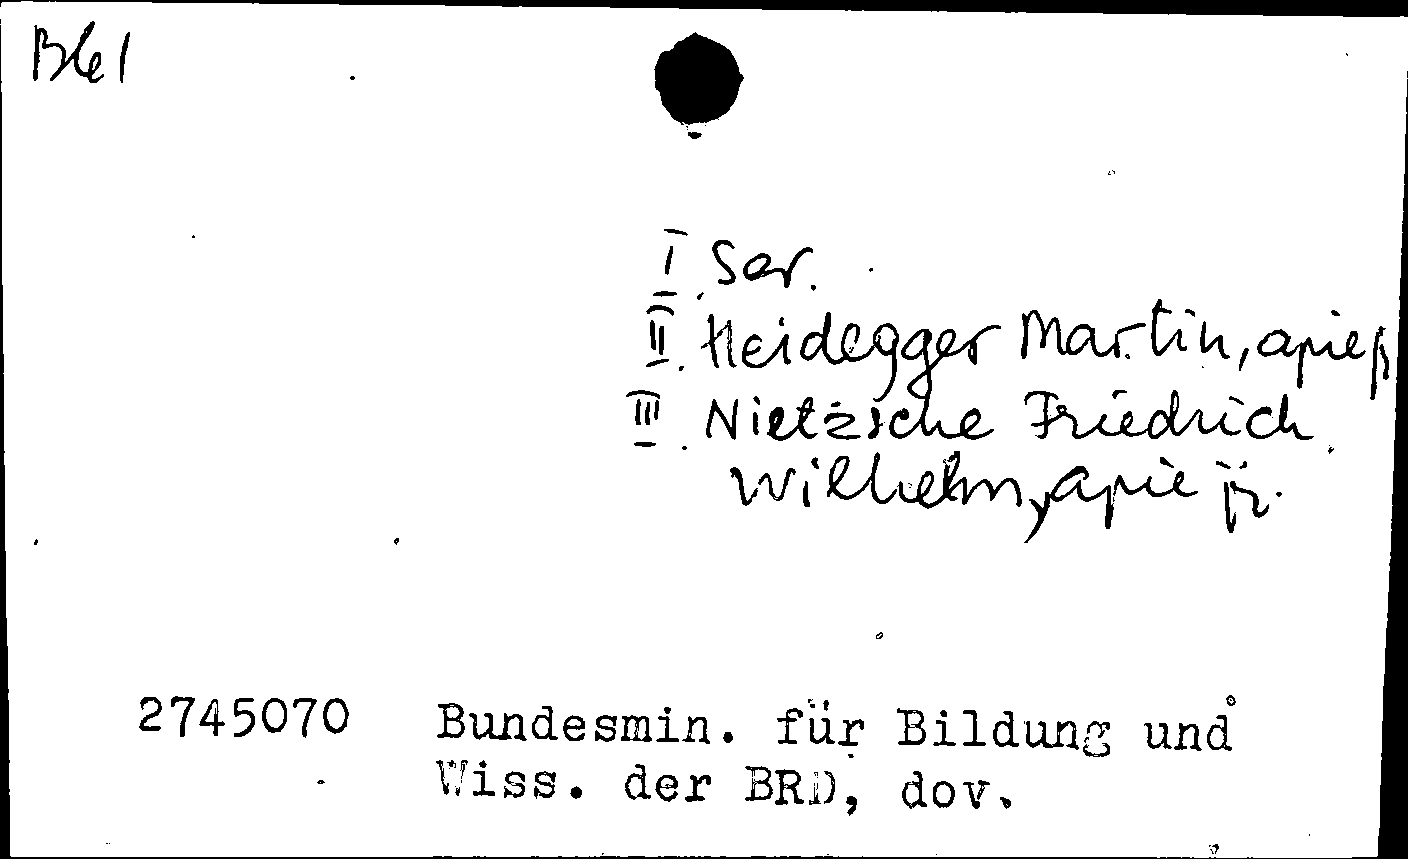 I. Ser.
II. Heidegger Martin, apie jį
III. Nietzsche Friedrich
Wilhelm, apie jį.
2745070 Bundesmin. für Bildung und
Wiss. der BRD, dov.